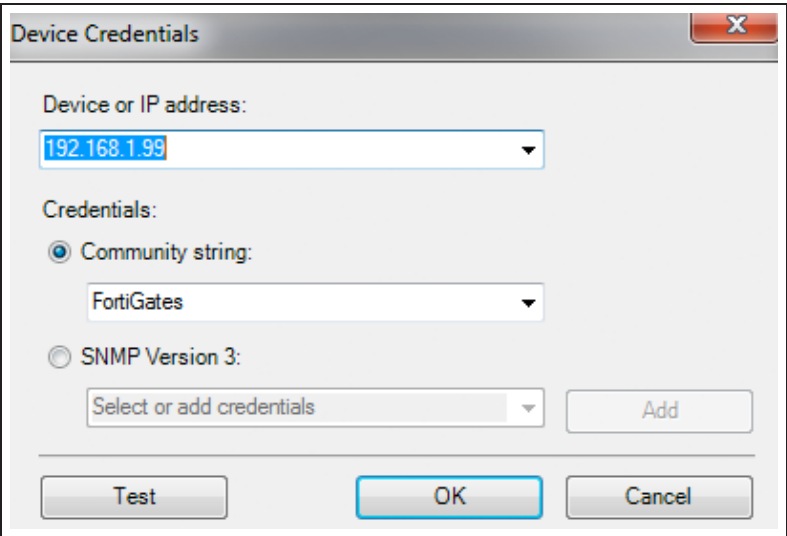 Device Credentials
X
Device or IP address:
192.168.1.99
Credentials:
Community string:
FortiGates
SNMP Version 3:
Select or add credentials
Add
Test OK Cancel